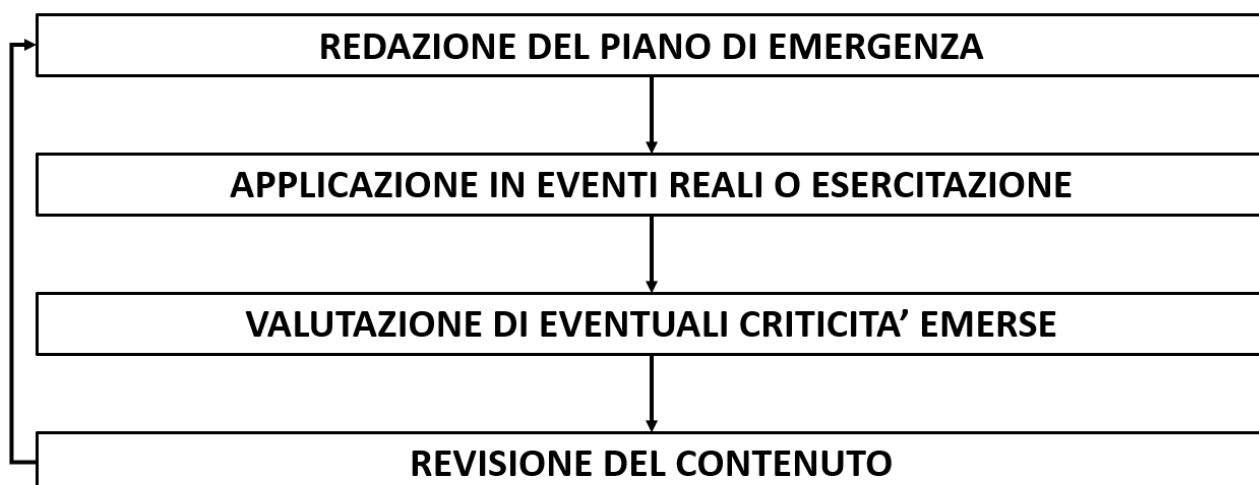 REDAZIONE DEL PIANO DI EMERGENZA
APPLICAZIONE IN EVENTI REALI O ESERCITAZIONE
VALUTAZIONE DI EVENTUALI CRITICITA’ EMERSE
REVISIONE DEL CONTENUTO